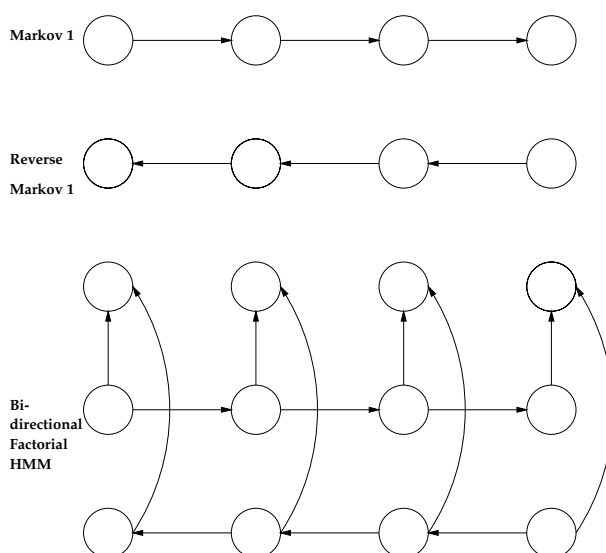 Markov 1
Reverse
Markov 1
Bi-
directional
Factorial
HMM